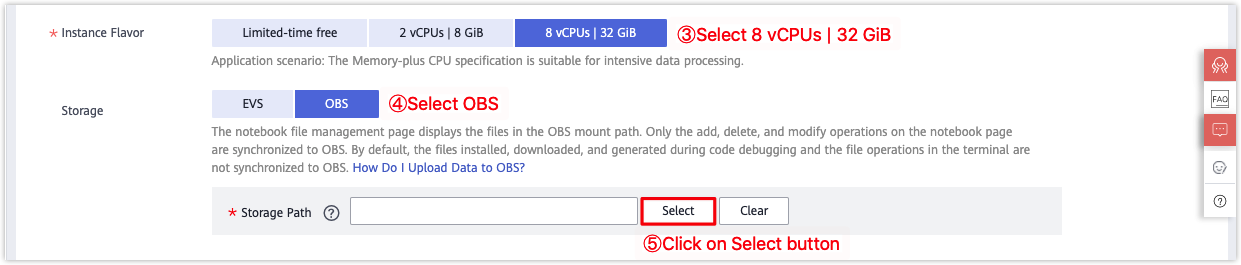 * Instance Flavor
Limited-time free 2 vCPUs | 8 GiB 8 vCPUs | 32 GiB ③Select 8 vCPUs | 32 GiB
Application scenario: The Memory-plus CPU specification is suitable for intensive data processing.
Storage
EVS OBS ④Select OBS
The notebook file management page displays the files in the OBS mount path. Only the add, delete, and modify operations on the notebook page
are synchronized to OBS. By default, the files installed, downloaded, and generated during code debugging and the file operations in the terminal are
not synchronized to OBS. How Do I Upload Data to OBS?
* Storage Path ? Select Clear
⑤Click on Select button
FAQ
?